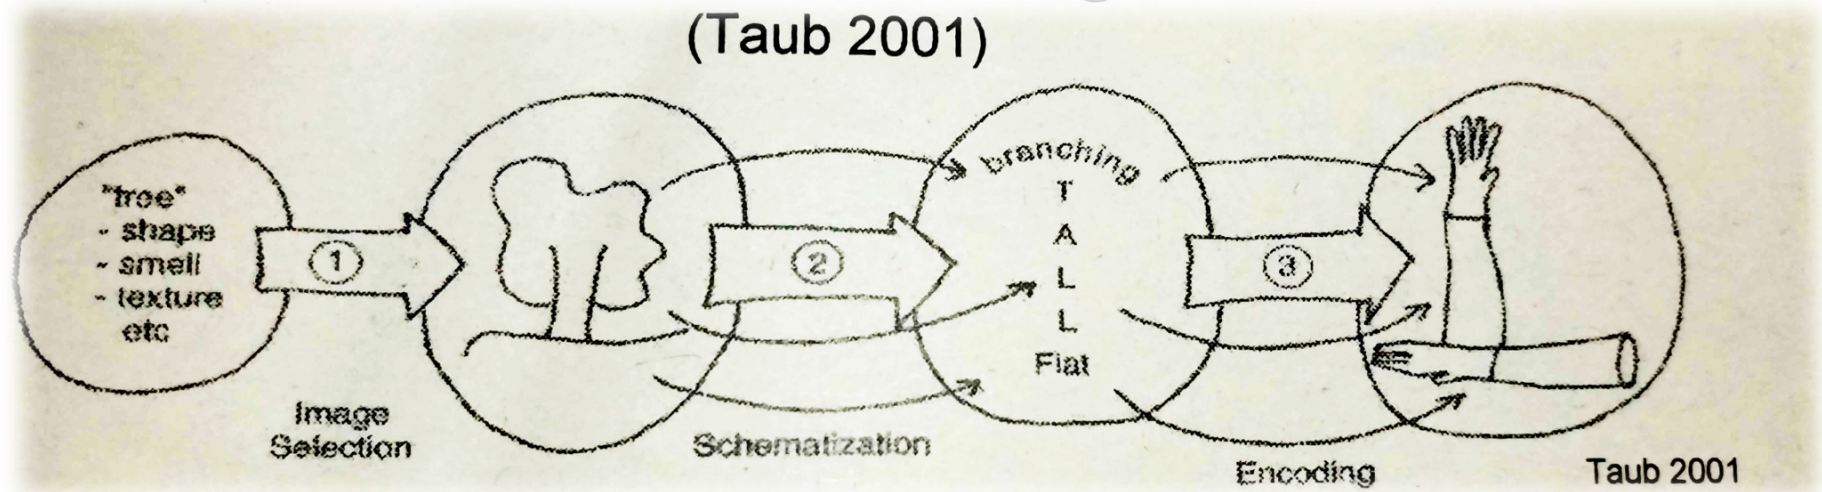 (Taub 2001)
"tree"
- shape
- smell
- texture
etc
1
Image
Selection
2
Schematization
branching
T
A
L
L
Flat
3
Encoding
Taub 2001